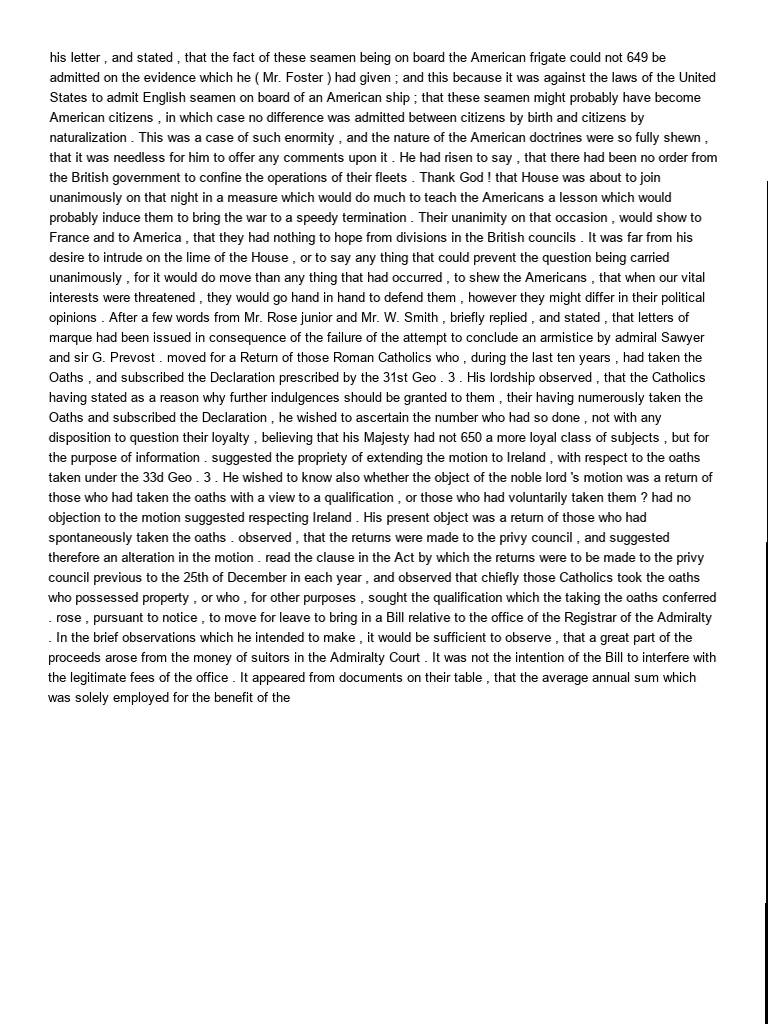 his letter , and stated , that the fact of these seamen being on board the American frigate could not 649 be
admitted on the evidence which he ( Mr. Foster ) had given ; and this because it was against the laws of the United
States to admit English seamen on board of an American ship ; that these seamen might probably have become
American citizens , in which case no difference was admitted between citizens by birth and citizens by
naturalization . This was a case of such enormity , and the nature of the American doctrines were so fully shewn ,
that it was needless for him to offer any comments upon it . He had risen to say , that there had been no order from
the British government to confine the operations of their fleets . Thank God ! that House was about to join
unanimously on that night in a measure which would do much to teach the Americans a lesson which would
probably induce them to bring the war to a speedy termination . Their unanimity on that occasion , would show to
France and to America , that they had nothing to hope from divisions in the British councils . It was far from his
desire to intrude on the lime of the House , or to say any thing that could prevent the question being carried
unanimously , for it would do move than any thing that had occurred , to shew the Americans , that when our vital
interests were threatened , they would go hand in hand to defend them , however they might differ in their political
opinions . After a few words from Mr. Rose junior and Mr. W. Smith , briefly replied , and stated , that letters of
marque had been issued in consequence of the failure of the attempt to conclude an armistice by admiral Sawyer
and sir G. Prevost . moved for a Return of those Roman Catholics who , during the last ten years , had taken the
Oaths , and subscribed the Declaration prescribed by the 31st Geo . 3 . His lordship observed , that the Catholics
having stated as a reason why further indulgences should be granted to them , their having numerously taken the
Oaths and subscribed the Declaration , he wished to ascertain the number who had so done , not with any
disposition to question their loyalty , believing that his Majesty had not 650 a more loyal class of subjects , but for
the purpose of information . suggested the propriety of extending the motion to Ireland , with respect to the oaths
taken under the 33d Geo . 3 . He wished to know also whether the object of the noble lord 's motion was a return of
those who had taken the oaths with a view to a qualification , or those who had voluntarily taken them ? had no
objection to the motion suggested respecting Ireland . His present object was a return of those who had
spontaneously taken the oaths . observed , that the returns were made to the privy council , and suggested
therefore an alteration in the motion . read the clause in the Act by which the returns were to be made to the privy
council previous to the 25th of December in each year , and observed that chiefly those Catholics took the oaths
who possessed property , or who , for other purposes , sought the qualification which the taking the oaths conferred
. rose , pursuant to notice , to move for leave to bring in a Bill relative to the office of the Registrar of the Admiralty
. In the brief observations which he intended to make , it would be sufficient to observe , that a great part of the
proceeds arose from the money of suitors in the Admiralty Court . It was not the intention of the Bill to interfere with
the legitimate fees of the office . It appeared from documents on their table , that the average annual sum which
was solely employed for the benefit of the